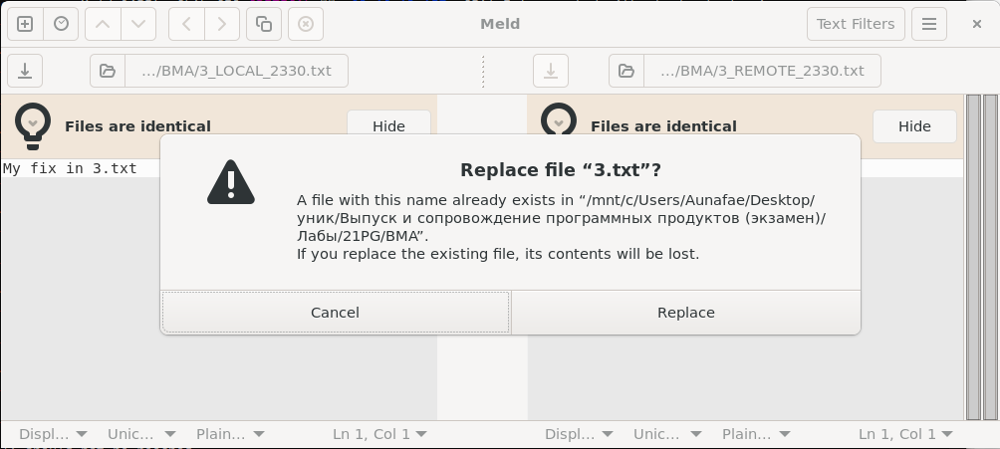 Meld
Text Filters
.../BMA/3_LOCAL_2330.txt
.../BMA/3_REMOTE_2330.txt
Files are identical
Hide
Files are identical
Hide
My fix in 3.txt
Replace file “3.txt”?
A file with this name already exists in “/mnt/c/Users/Aunafae/Desktop/
уник/Выпуск и сопровождение программных продуктов (экзамен)/
Лабы/21PG/BMA”.
If you replace the existing file, its contents will be lost.
Cancel
Replace
Displ...
Unic...
Plain...
Ln 1, Col 1
Displ...
Unic...
Plain...
Ln 1, Col 1